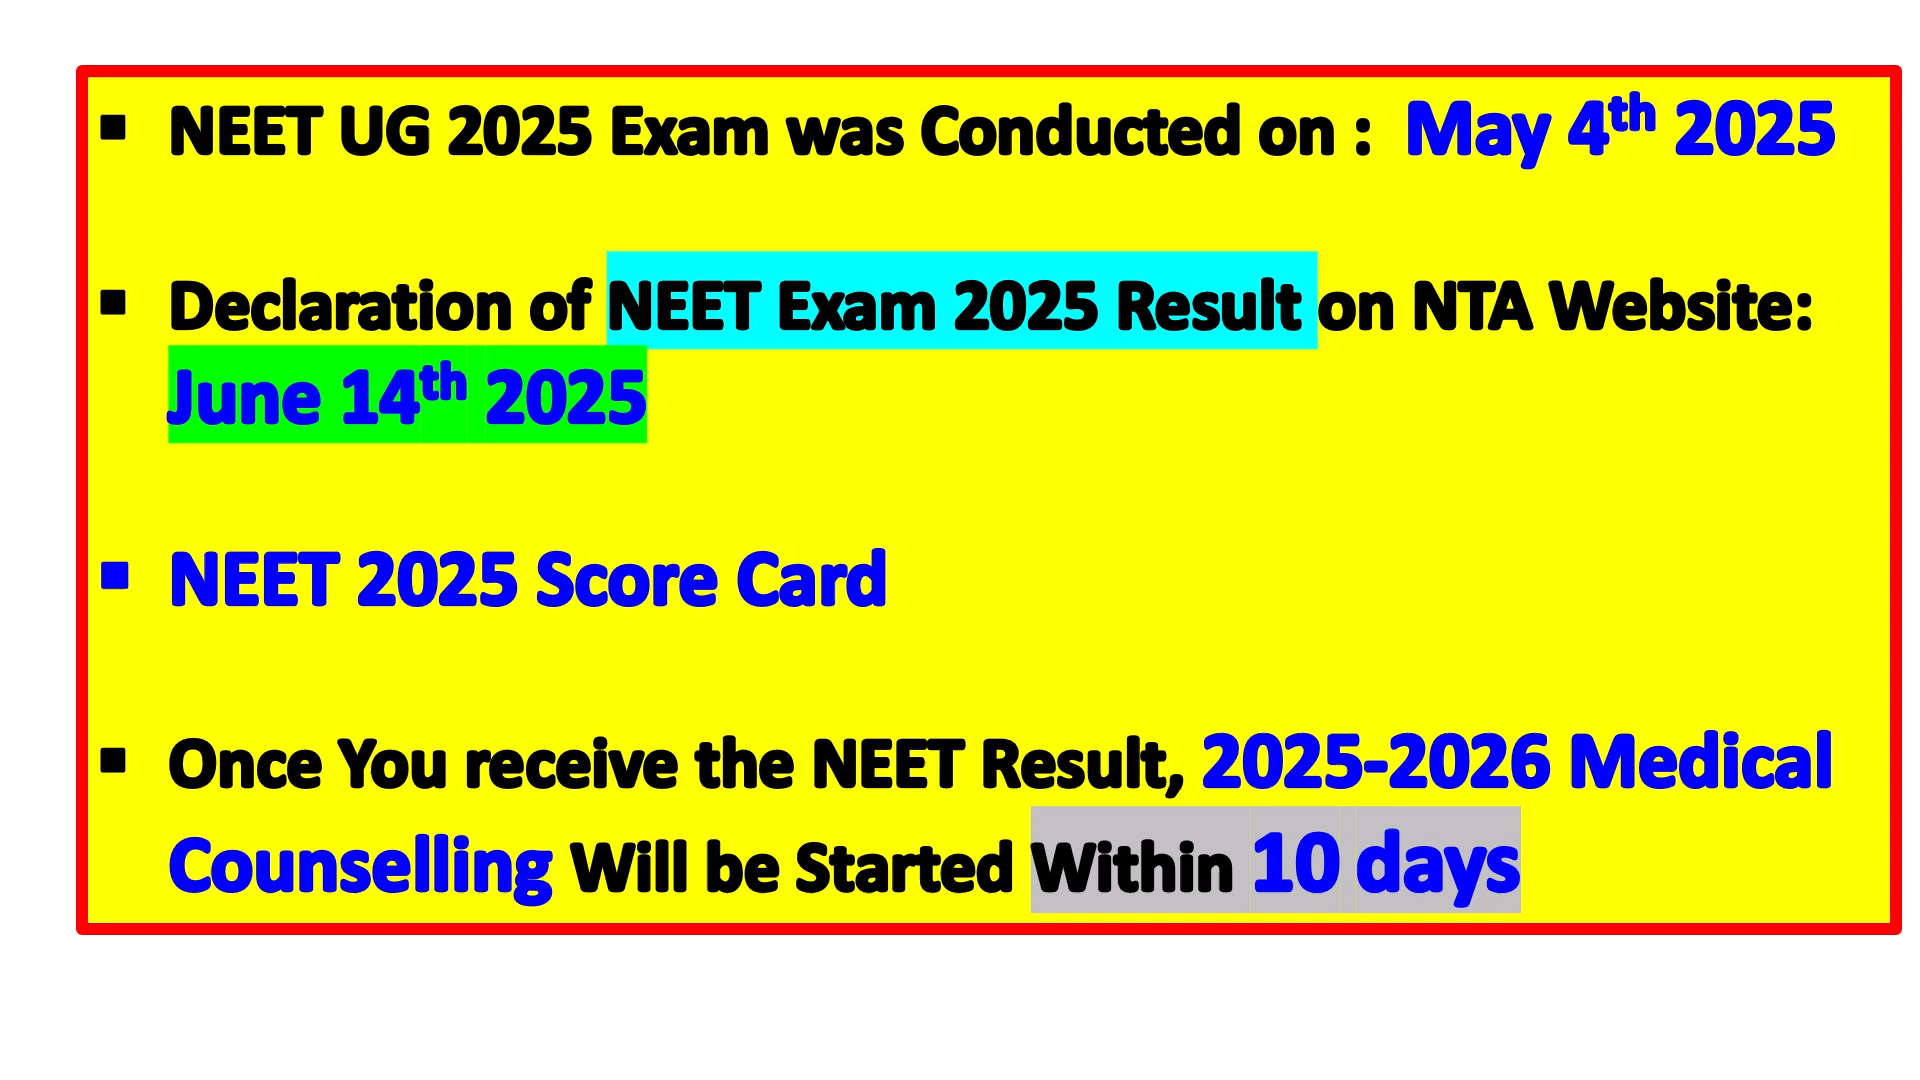 ▪ NEET UG 2025 Exam was Conducted on : May 4th 2025
▪ Declaration of NEET Exam 2025 Result on NTA Website:
June 14th 2025
▪ NEET 2025 Score Card
▪ Once You receive the NEET Result, 2025-2026 Medical
Counselling Will be Started Within 10 days